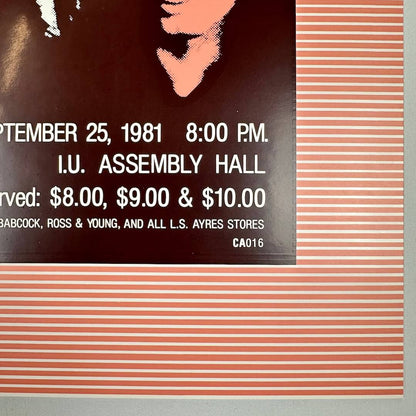 PTEMBER 25, 1981 8:00 P.M.
I.U. ASSEMBLY HALL
rved: $8.00, $9.00 & $10.00
BABCOCK, ROSS & YOUNG, AND ALL L.S. AYRES STORES
CA016